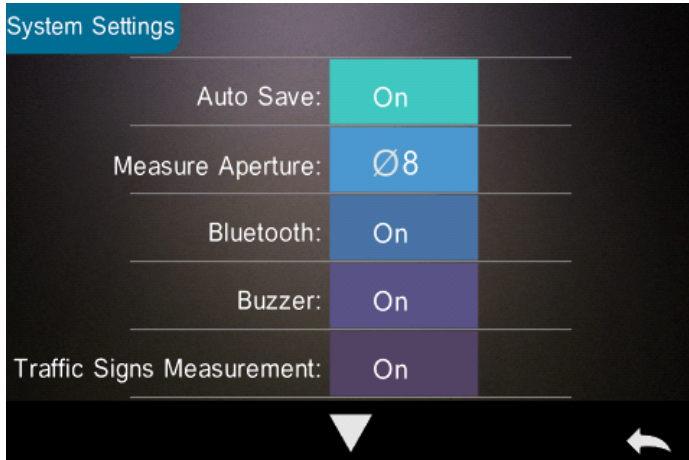 System Settings
Auto Save: On
Measure Aperture: Ø8
Bluetooth: On
Buzzer: On
Traffic Signs Measurement: On